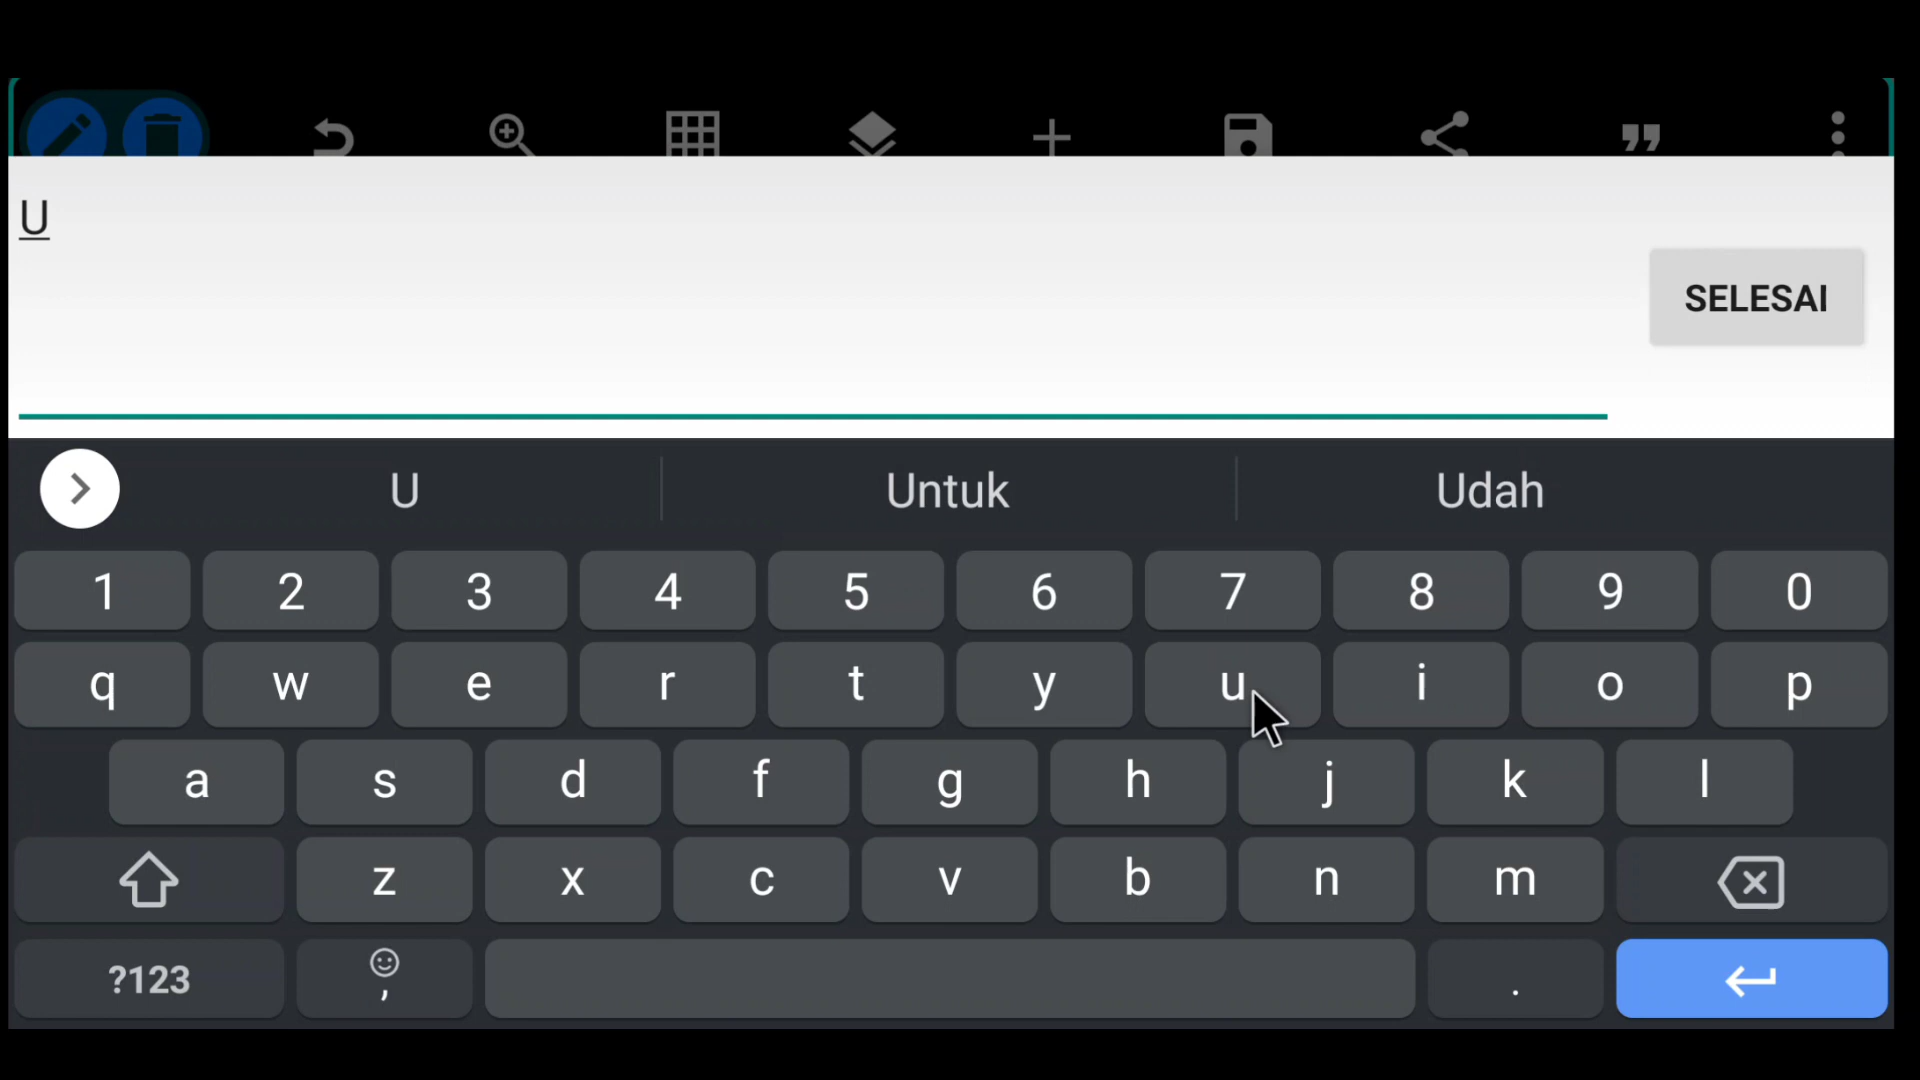 U
SELESAI
U Untuk Udah
1 2 3 4 5 6 7 8 9 0
q w e r t y u i o p
a s d f g h j k l
z x c v b n m
?123 , .